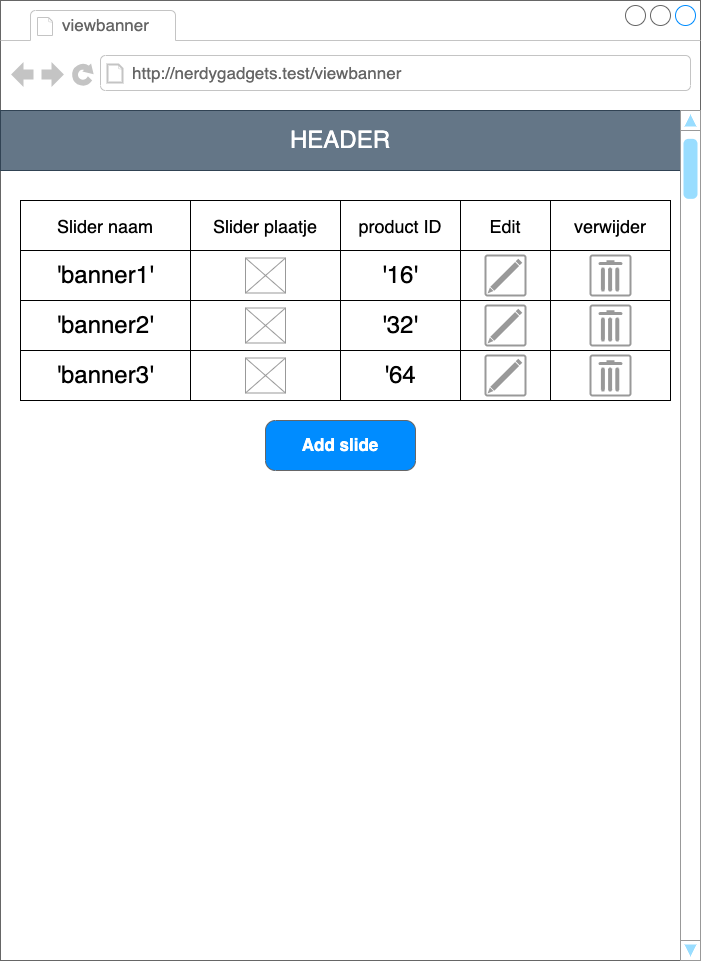 viewbanner
http://nerdygadgets.test/viewbanner
HEADER
Slider naam Slider plaatje product ID Edit verwijder
'banner1' '16'
'banner2' '32'
'banner3' '64
Add slide